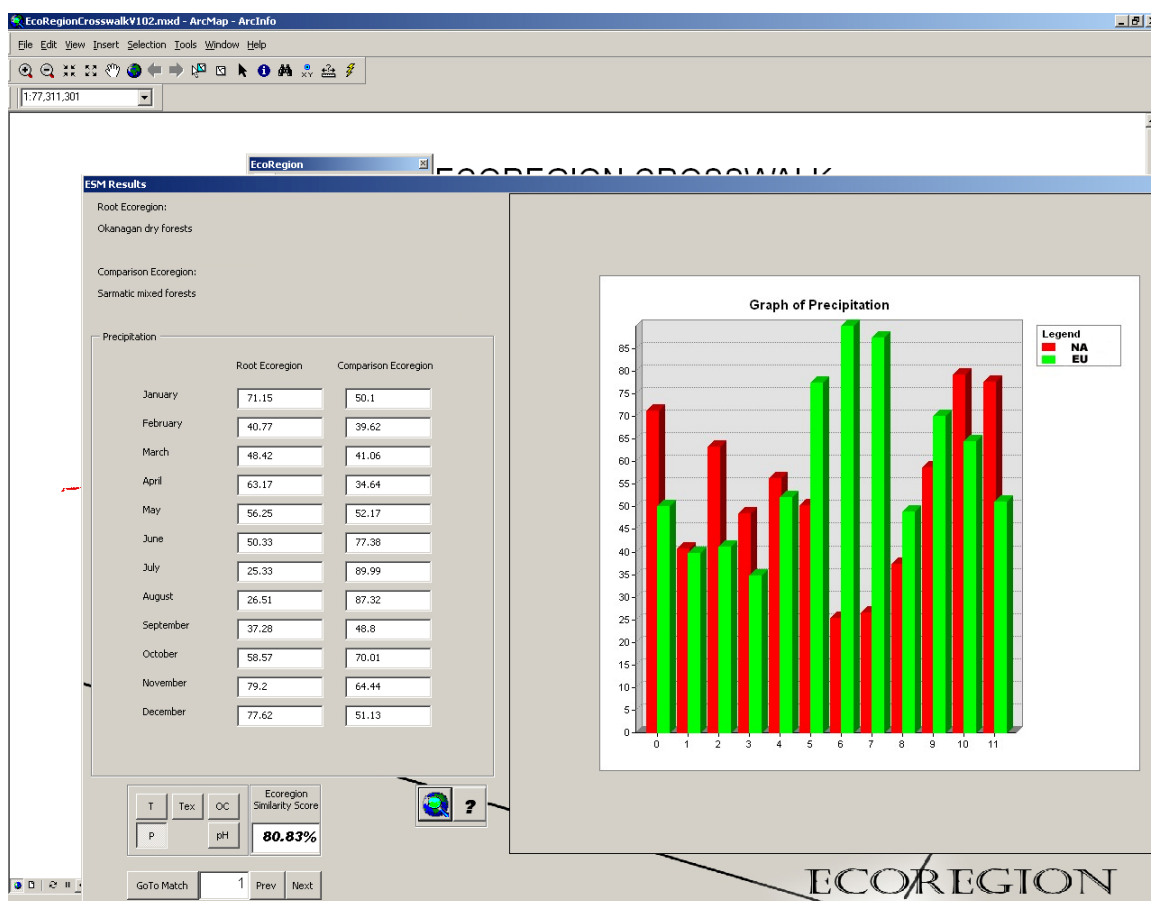 EcoRegionCrosswalkV102.mxd - ArcMap - ArcInfo
File Edit View Insert Selection Tools Window Help
XY
1:77,311,301
EcoRegion
ECOREGION CROSSWALK
ESM Results
Root Ecoregion:
Okanagan dry forests
Comparison Ecoregion:
Sarmatic mixed forests
Precipitation
Root Ecoregion Comparison Ecoregion
January 71.15 50.1
February 40.77 39.62
March 48.42 41.06
April 63.17 34.64
May 56.25 52.17
June 50.33 77.38
July 25.33 89.99
August 26.51 87.32
September 37.28 48.8
October 58.57 70.01
November 79.2 64.44
December 77.62 51.13
T Tex OC
P pH
Ecoregion
Similarity Score
80.83%
?
GoTo Match 1 Prev Next
Graph of Precipitation
Legend
NA
EU
85
80
75
70
65
60
55
50
45
40
35
30
25
20
15
10
5
0
0 1 2 3 4 5 6 7 8 9 10 11
ECOREGION